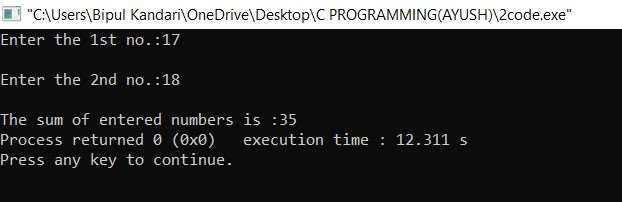 "C:\Users\Bipul Kandari\OneDrive\Desktop\C PROGRAMMING(AYUSH)\2code.exe"
Enter the 1st no.:17
Enter the 2nd no.:18
The sum of entered numbers is :35
Process returned 0 (0x0)   execution time : 12.311 s
Press any key to continue.